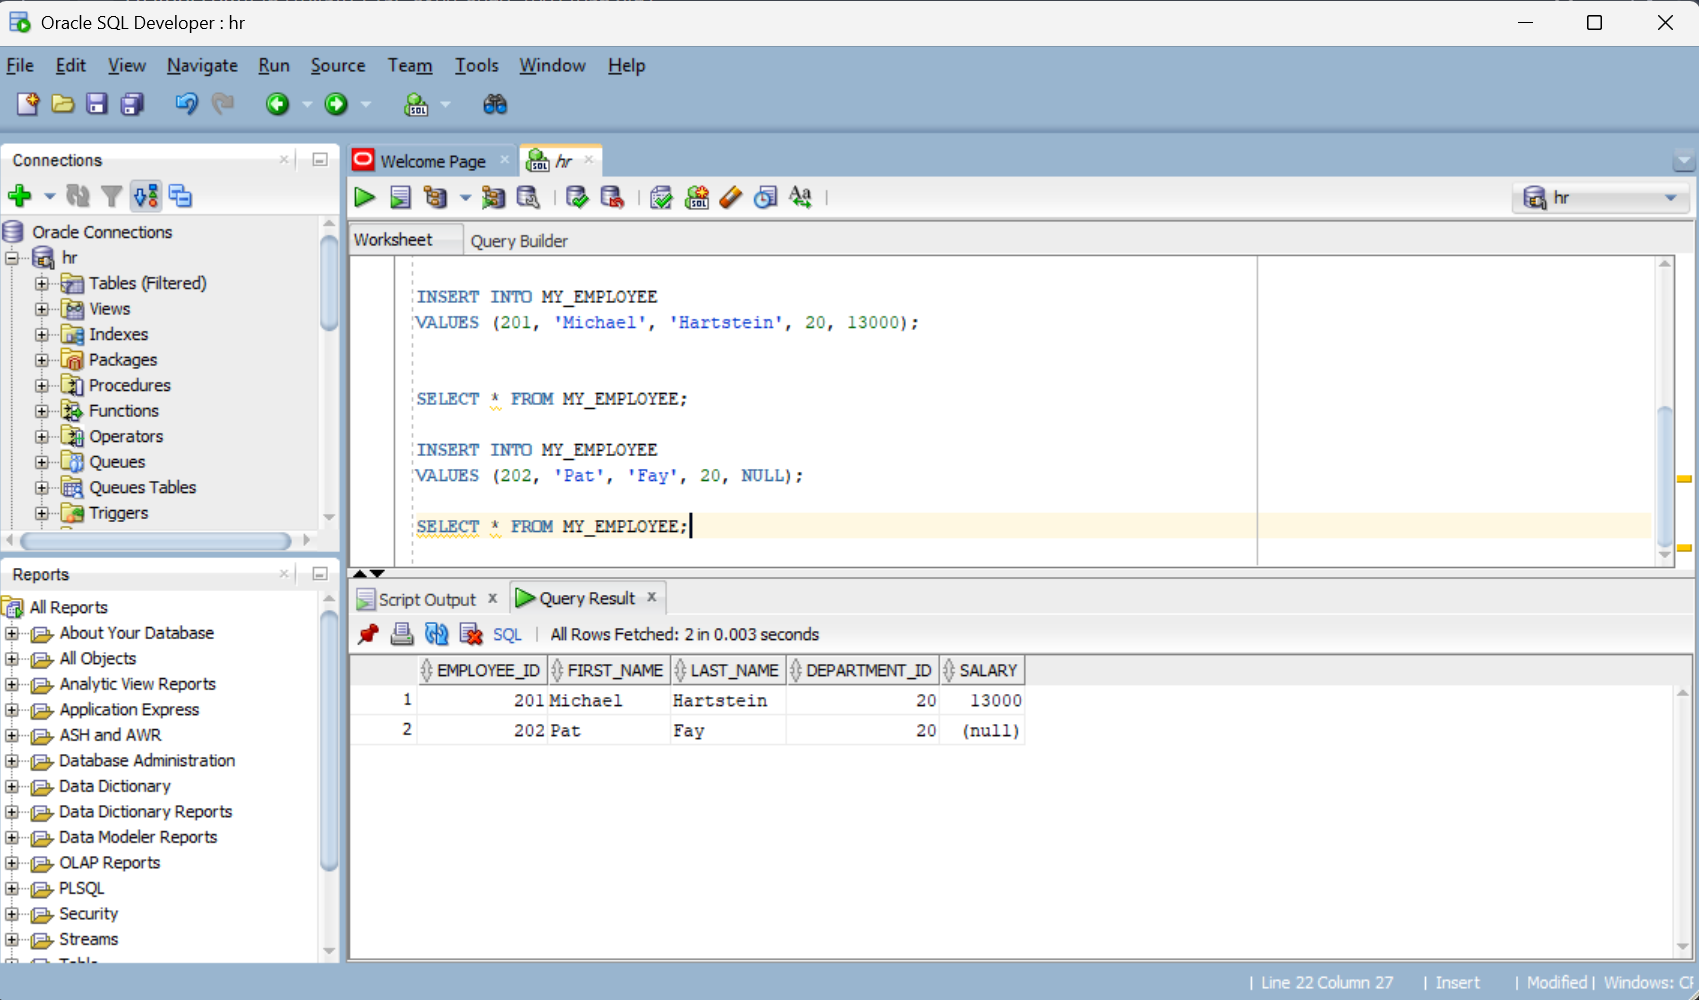 Oracle SQL Developer : hr
File Edit View Navigate Run Source Team Tools Window Help
Connections
Oracle Connections
hr
Tables (Filtered)
Views
Indexes
Packages
Procedures
Functions
Operators
Queues
Queues Tables
Triggers
Reports
All Reports
About Your Database
All Objects
Analytic View Reports
Application Express
ASH and AWR
Database Administration
Data Dictionary
Data Dictionary Reports
Data Modeler Reports
OLAP Reports
PLSQL
Security
Streams
Welcome Page hr
hr
Worksheet Query Builder
INSERT INTO MY_EMPLOYEE
VALUES (201, 'Michael', 'Hartstein', 20, 13000);
SELECT * FROM MY_EMPLOYEE;
INSERT INTO MY_EMPLOYEE
VALUES (202, 'Pat', 'Fay', 20, NULL);
SELECT * FROM MY_EMPLOYEE;
Script Output x Query Result x
SQL | All Rows Fetched: 2 in 0.003 seconds
EMPLOYEE_ID FIRST_NAME LAST_NAME DEPARTMENT_ID SALARY
1 201 Michael Hartstein 20 13000
2 202 Pat Fay 20 (null)
| Line 22 Column 27 | Insert | Modified | Windows: